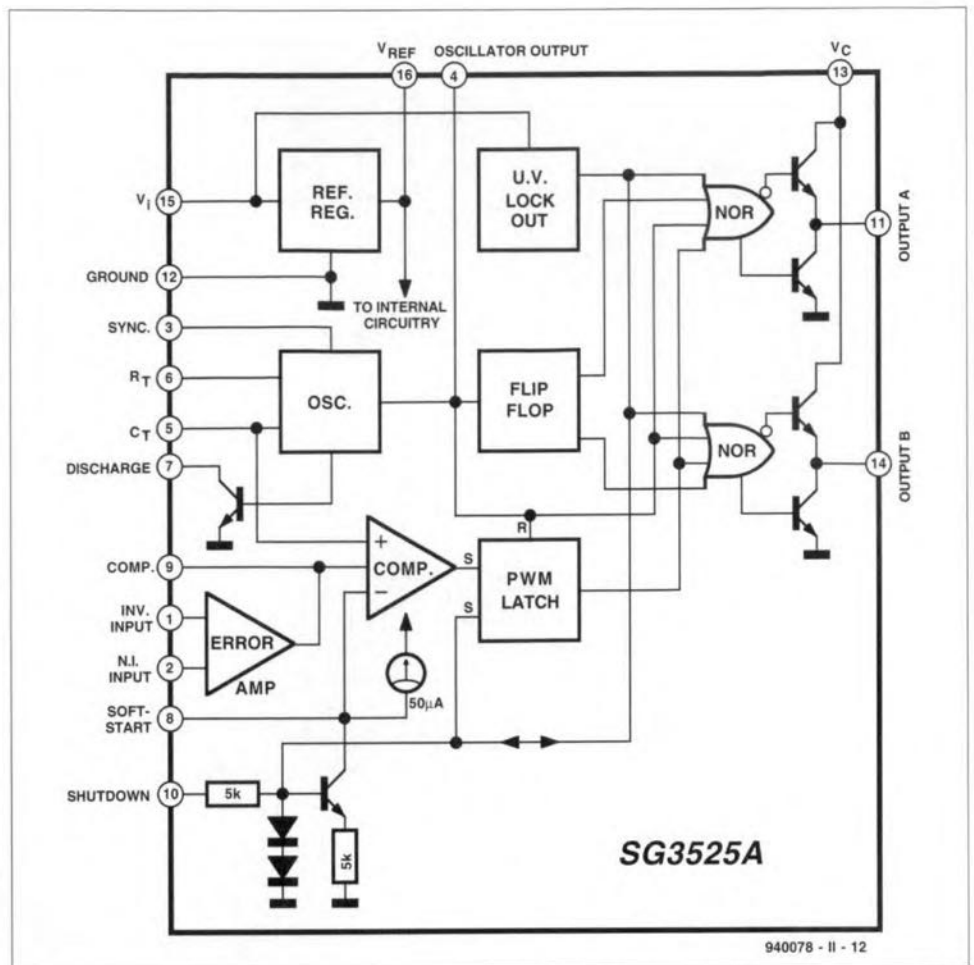 VREF
OSCILLATOR OUTPUT
VC
16
4
13
Vi
15
REF.
REG.
U.V.
LOCK
OUT
NOR
11
OUTPUT A
GROUND
12
TO INTERNAL
CIRCUITRY
SYNC.
3
RT
6
OSC.
FLIP
FLOP
CT
5
NOR
14
OUTPUT B
DISCHARGE
7
R
+
COMP.
−
S
S
PWM
LATCH
COMP.
9
INV.
INPUT
1
ERROR
AMP
N.I.
INPUT
2
50µA
SOFT-
START
8
SHUTDOWN
10
5k
5k
SG3525A
940078 - II - 12